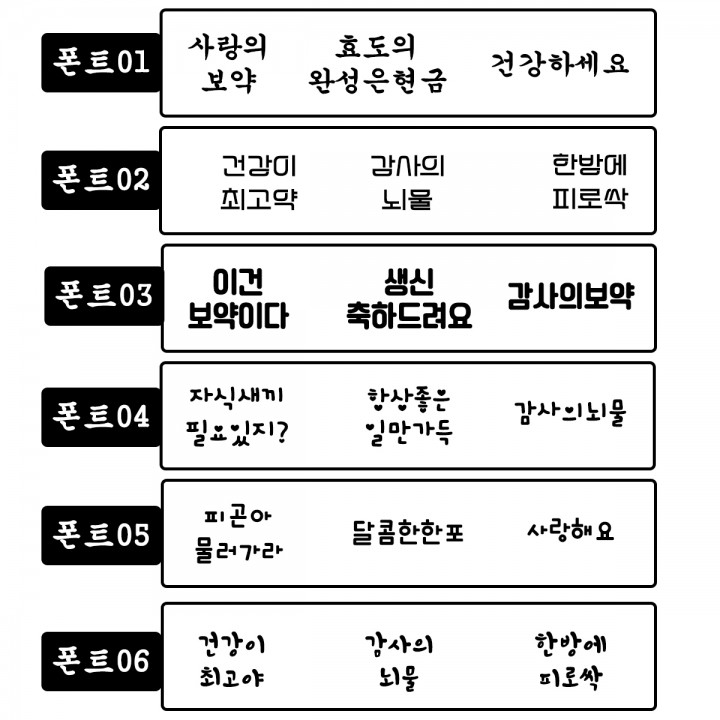 폰트01
사랑의 보약
효도의 완성은현금
건강하세요
폰트02
건강이 최고약
감사의 뇌물
한방에 피로싹
폰트03
이건 보약이다
생신 축하드려요
감사의보약
폰트04
자식새끼 필요있지?
항상좋은 일만가득
감사의뇌물
폰트05
피곤아 물러가라
달콤한한포
사랑해요
폰트06
건강이 최고야
감사의 뇌물
한방에 피로싹